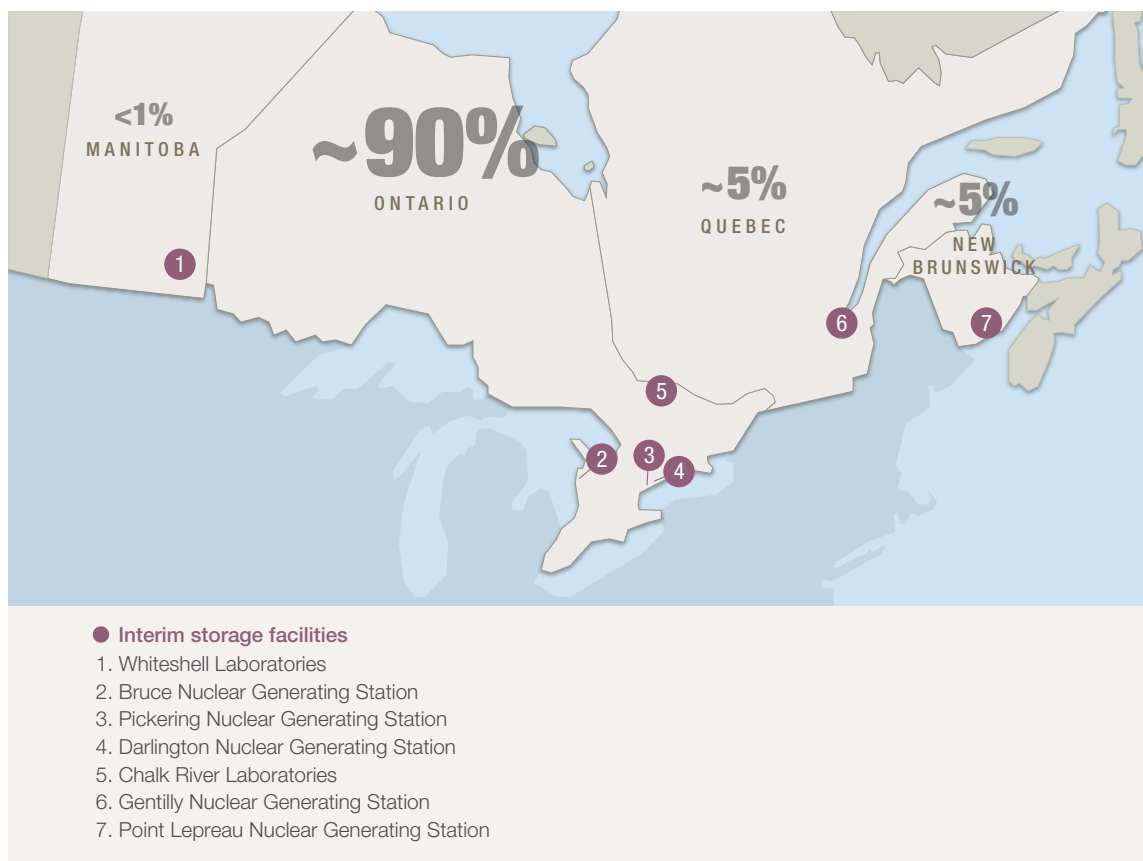 <1%
MANITOBA
~90%
ONTARIO
~5%
QUEBEC
~5%
NEW
BRUNSWICK
1
6
7
5
2
3
4
Interim storage facilities
1. Whiteshell Laboratories
2. Bruce Nuclear Generating Station
3. Pickering Nuclear Generating Station
4. Darlington Nuclear Generating Station
5. Chalk River Laboratories
6. Gentilly Nuclear Generating Station
7. Point Lepreau Nuclear Generating Station